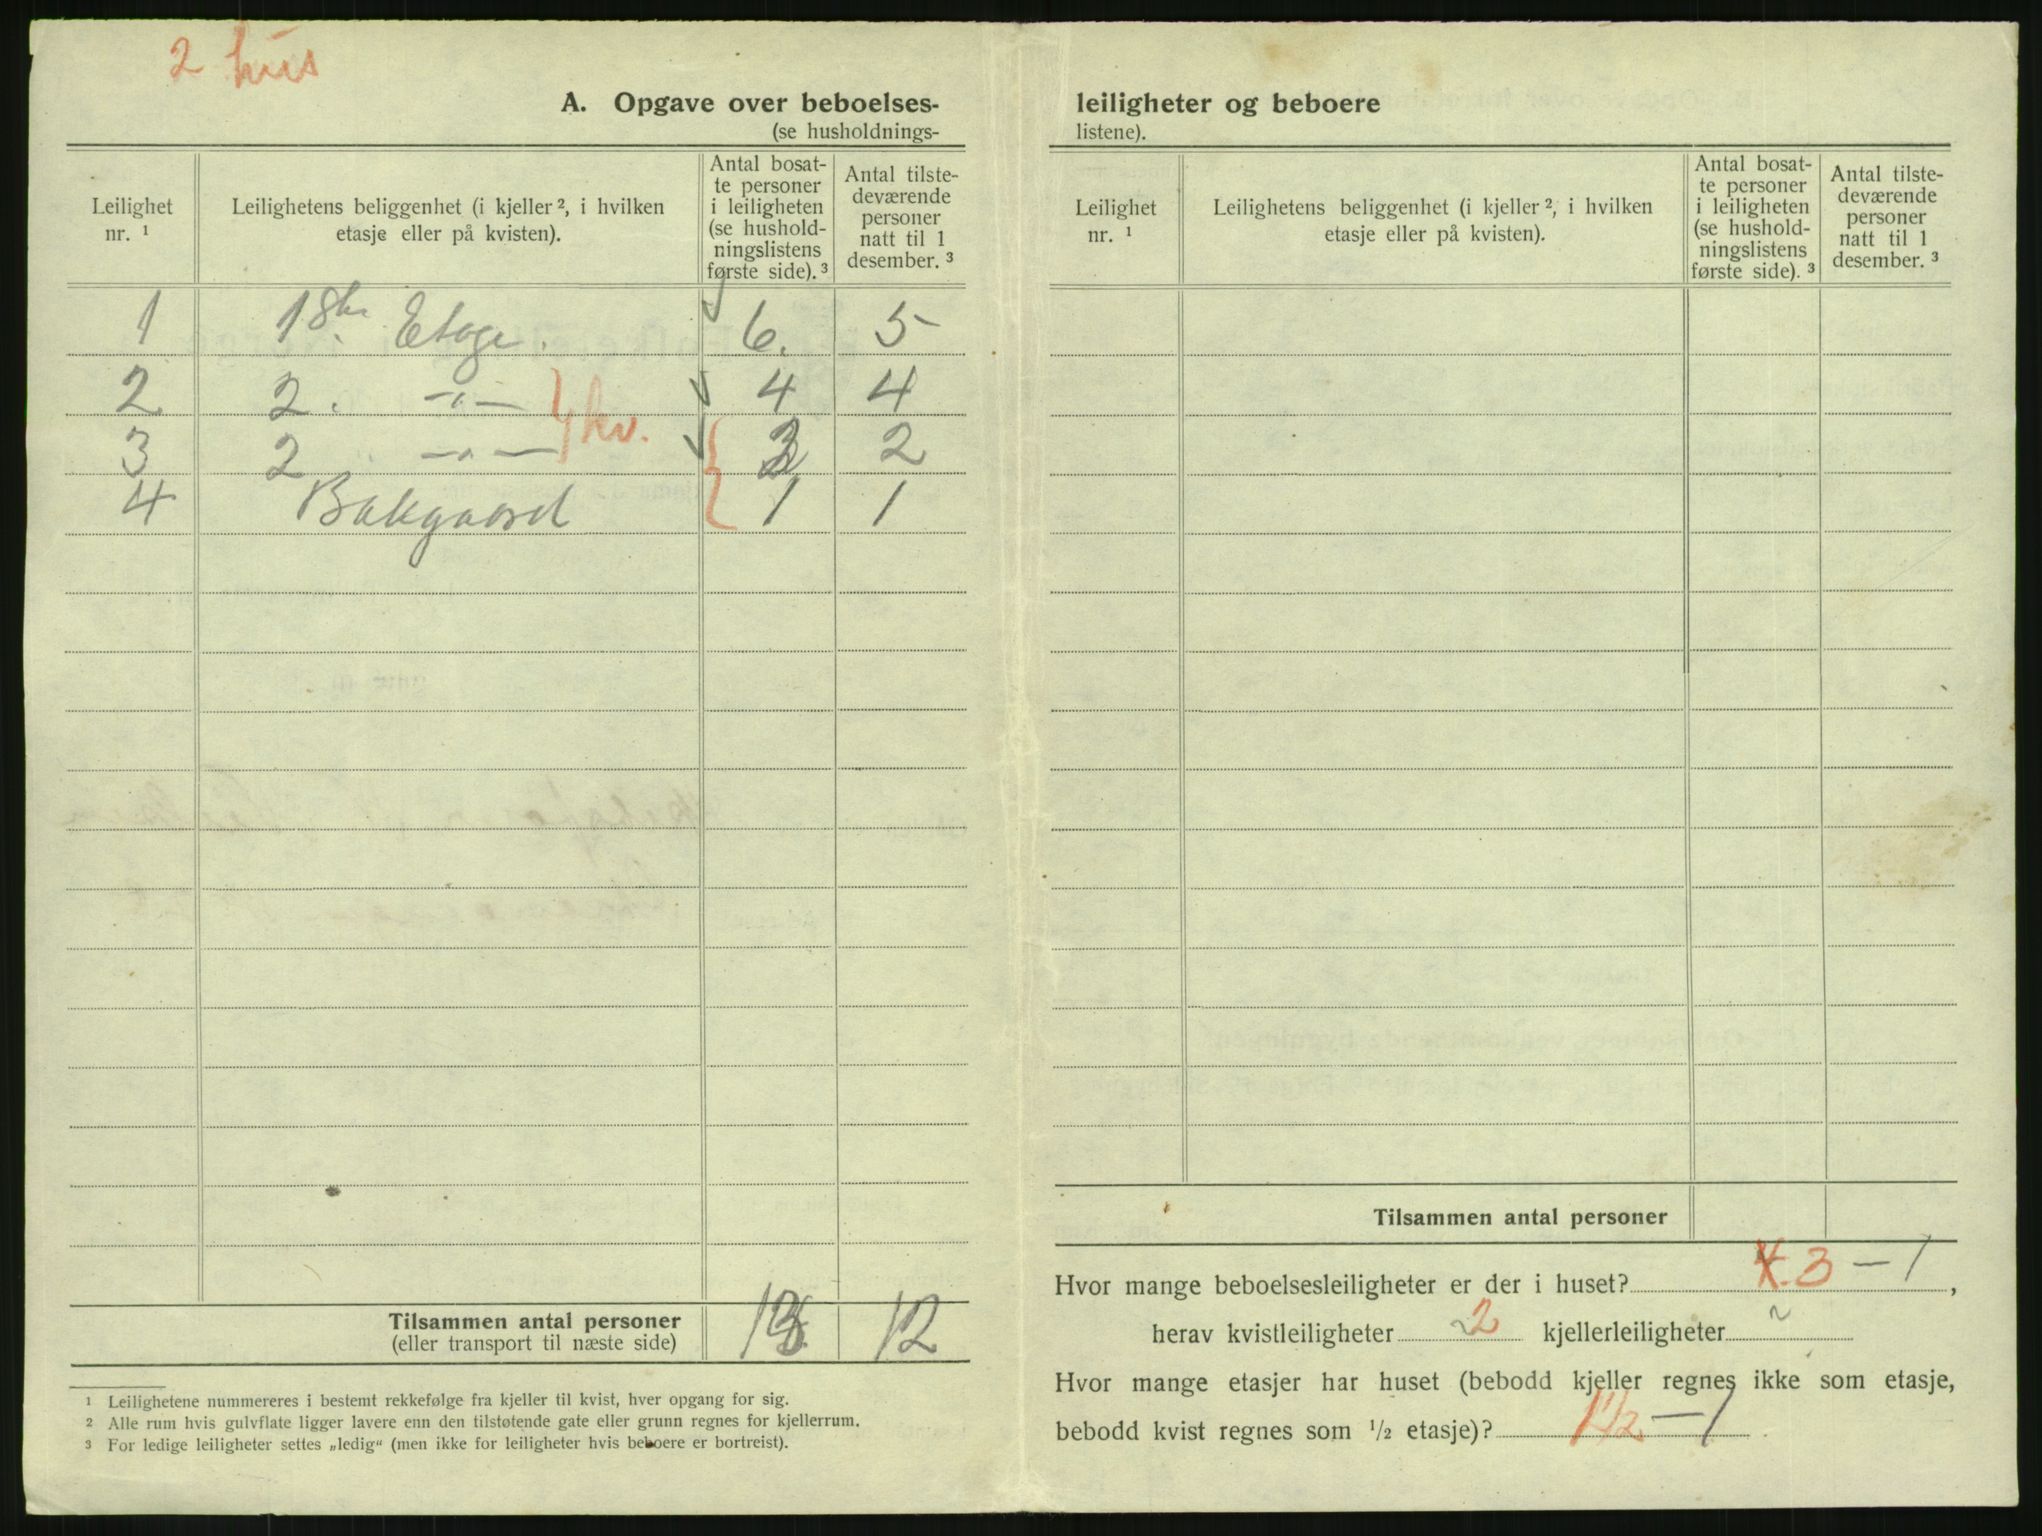 2 hus
A. Opgave over beboelses-
(se husholdnings-
Leilighet nr. ¹
Leilighetens beliggenhet (i kjeller ², i hvilken etasje eller på kvisten).
Antal bosatte personer i leiligheten (se husholdningslistens første side). ³
Antal tilstedeværende personer natt til 1 desember. ³
1 1ste Etage. 6. 5
2 2. -"- 4 4
} kv.
3 2 " -"- 2 2
4 Bakgaard 1 1
Tilsammen antal personer 13 12
(eller transport til næste side)
¹ Leilighetene nummereres i bestemt rekkefølge fra kjeller til kvist, hver opgang for sig.
² Alle rum hvis gulvflate ligger lavere enn den tilstøtende gate eller grunn regnes for kjellerrum.
³ For ledige leiligheter settes „ledig“ (men ikke for leiligheter hvis beboere er bortreist).
leiligheter og beboere
listene).
Leilighet nr. ¹
Leilighetens beliggenhet (i kjeller ², i hvilken etasje eller på kvisten).
Antal bosatte personer i leiligheten (se husholdningslistens første side). ³
Antal tilstedeværende personer natt til 1 desember. ³
Tilsammen antal personer
Hvor mange beboelsesleiligheter er der i huset? 4. 3 - 1,
herav kvistleiligheter 2 kjellerleiligheter ~
Hvor mange etasjer har huset (bebodd kjeller regnes ikke som etasje,
bebodd kvist regnes som ½ etasje)? 1½ - 1